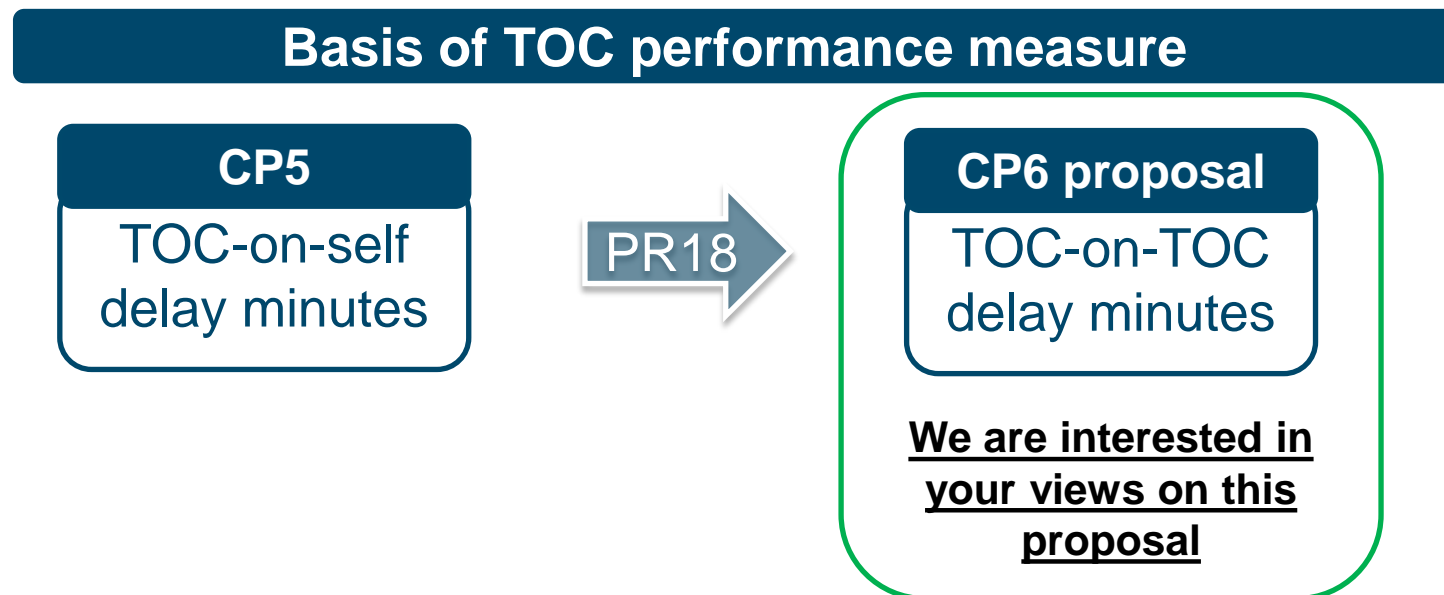 Basis of TOC performance measure
CP5
TOC-on-self
delay minutes
PR18
CP6 proposal
TOC-on-TOC
delay minutes
We are interested in
your views on this
proposal